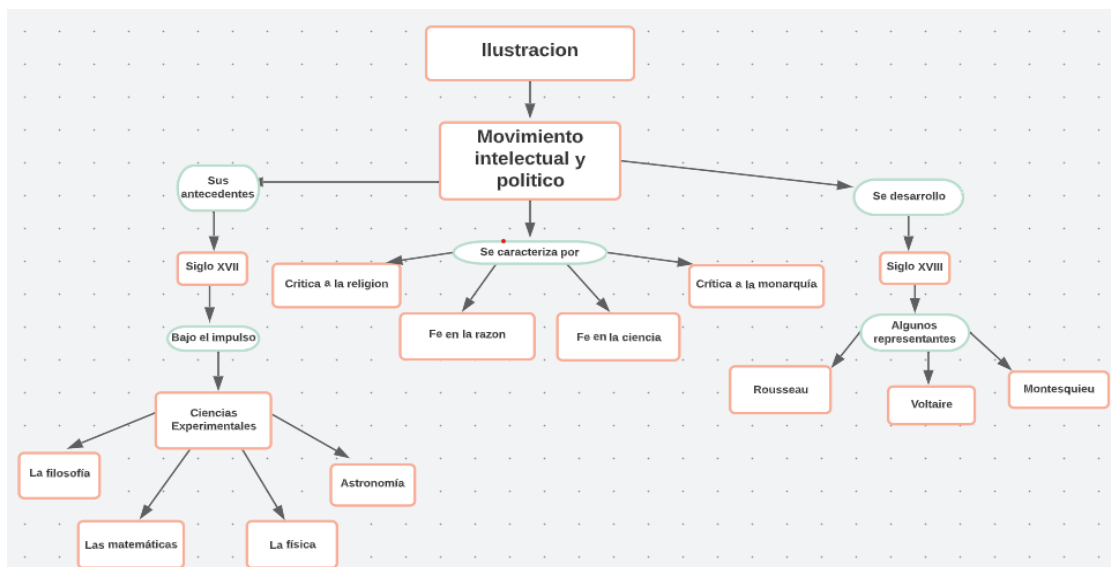 Ilustracion
Movimiento
intelectual y
politico
Sus
antecedentes
Siglo XVII
Bajo el impulso
Ciencias
Experimentales
La filosofía
Las matemáticas
La física
Astronomía
Se caracteriza por
Critica a la religion
Fe en la razon
Fe en la ciencia
Crítica a la monarquía
Se desarrollo
Siglo XVIII
Algunos
representantes
Rousseau
Voltaire
Montesquieu